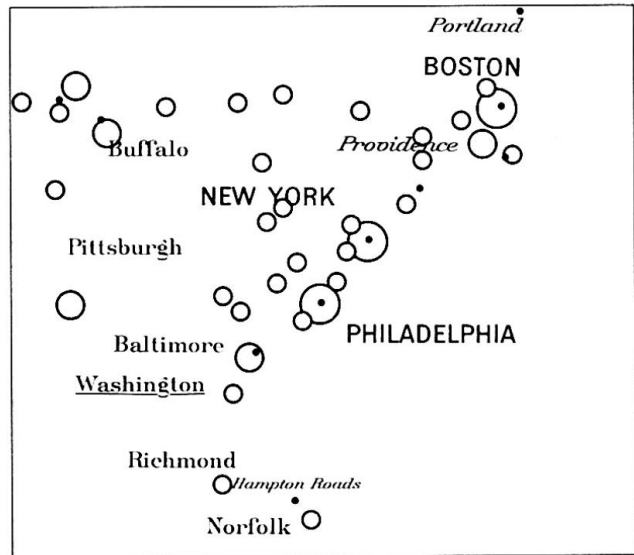 Portland
BOSTON
Providence
Buffalo
NEW YORK
Pittsburgh
PHILADELPHIA
Baltimore
Washington
Richmond
Hampton Roads
Norfolk